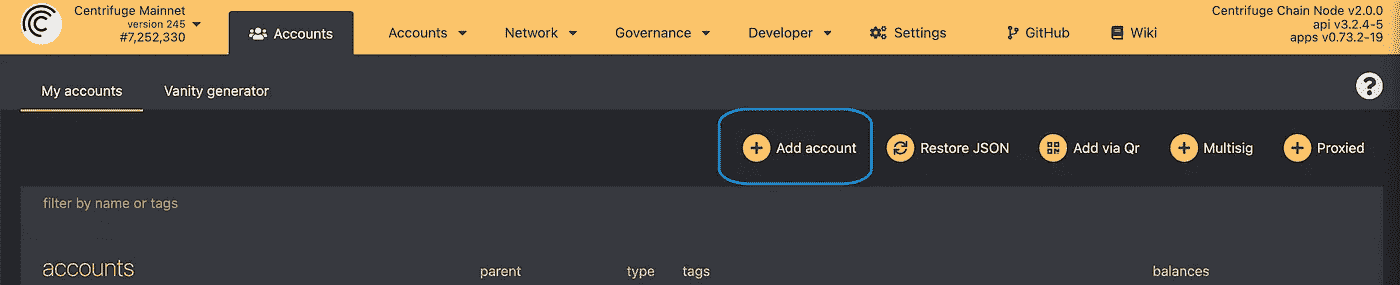 Centrifuge Mainnet
version 245
#7,252,330
Accounts
Accounts
Network
Governance
Developer
Settings
GitHub
Wiki
Centrifuge Chain Node v2.0.0
api v3.2.4-5
apps v0.73.2-19
My accounts
Vanity generator
?
Add account
Restore JSON
Add via Qr
Multisig
Proxied
filter by name or tags
accounts
parent
type
tags
balances